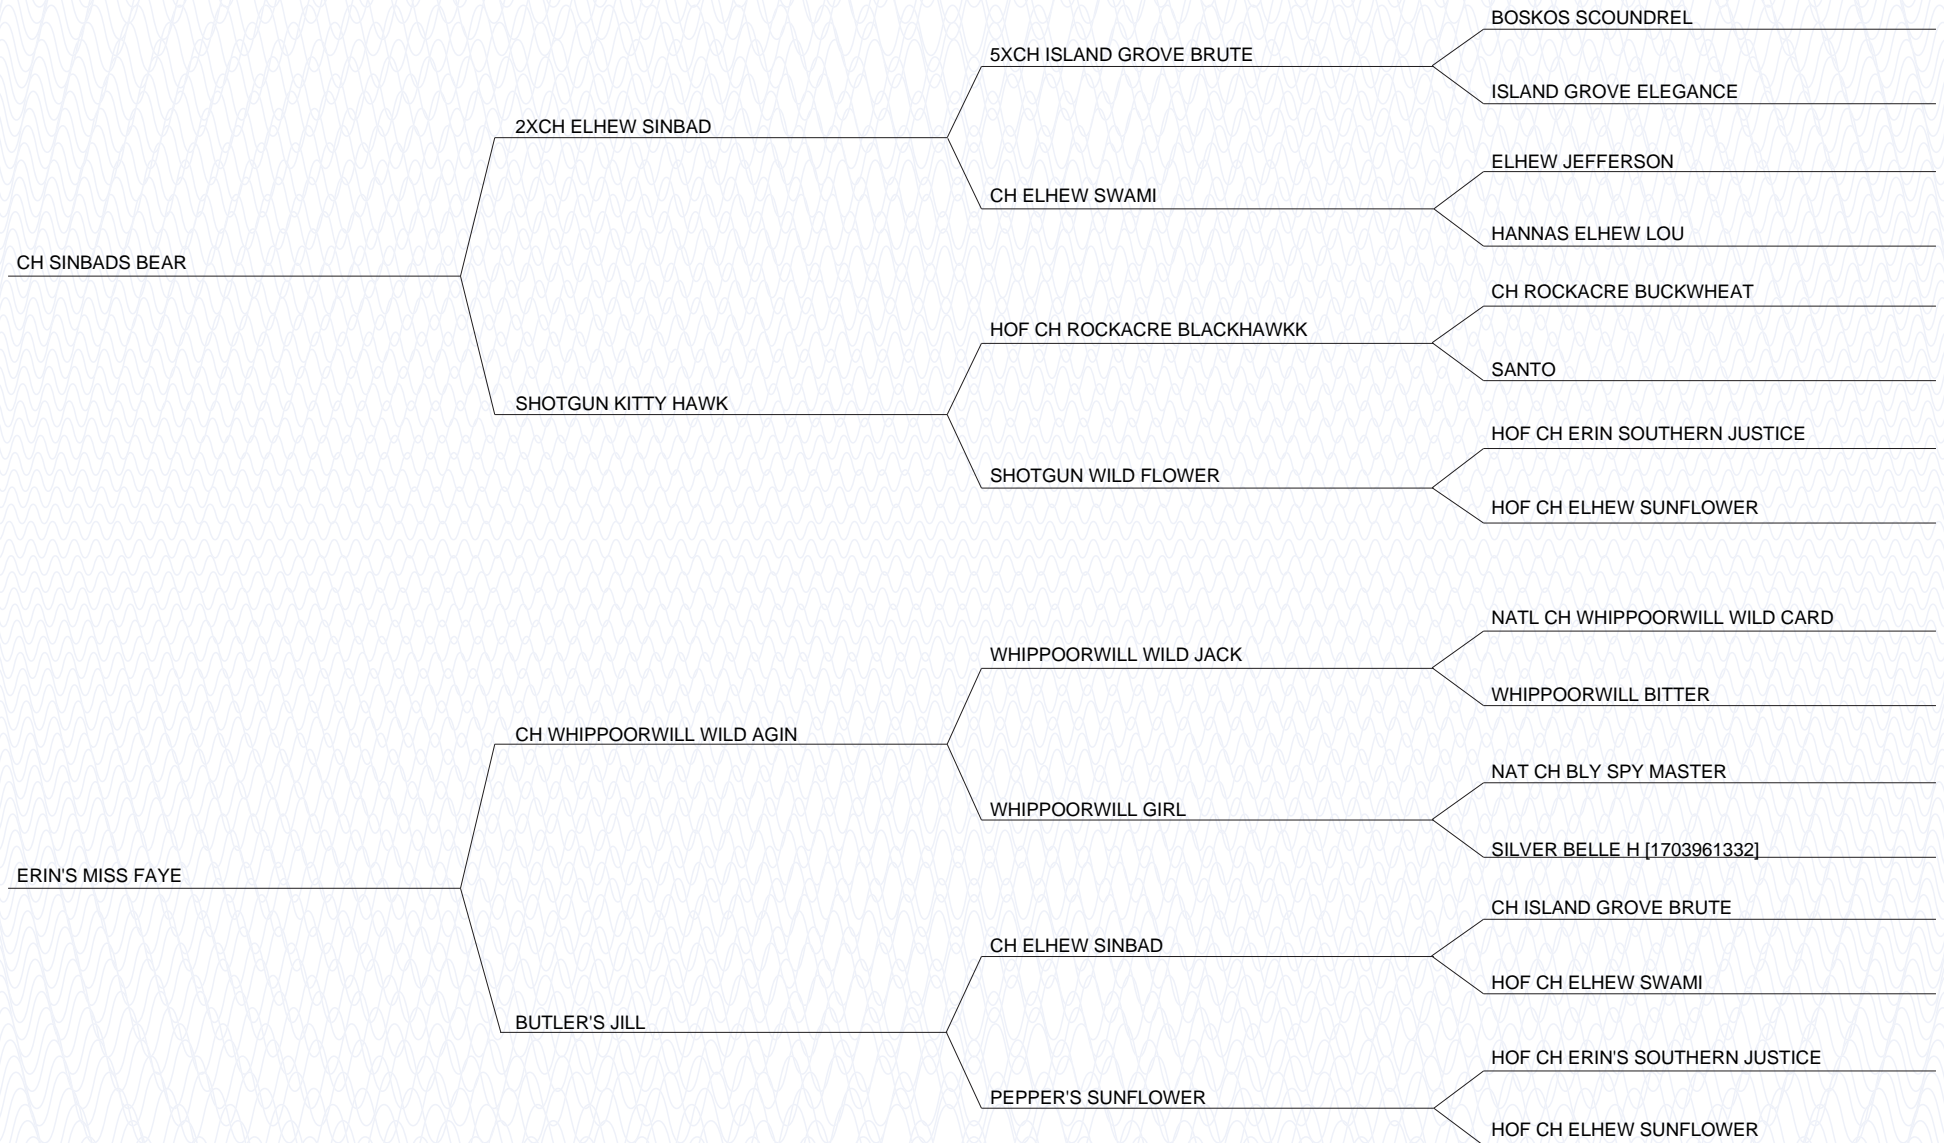 BOSKOS SCOUNDREL
5XCH ISLAND GROVE BRUTE
ISLAND GROVE ELEGANCE
2XCH ELHEW SINBAD
ELHEW JEFFERSON
CH ELHEW SWAMI
HANNAS ELHEW LOU
CH SINBADS BEAR
CH ROCKACRE BUCKWHEAT
HOF CH ROCKACRE BLACKHAWKK
SANTO
SHOTGUN KITTY HAWK
HOF CH ERIN SOUTHERN JUSTICE
SHOTGUN WILD FLOWER
HOF CH ELHEW SUNFLOWER
NATL CH WHIPPOORWILL WILD CARD
WHIPPOORWILL WILD JACK
WHIPPOORWILL BITTER
CH WHIPPOORWILL WILD AGIN
NAT CH BLY SPY MASTER
WHIPPOORWILL GIRL
SILVER BELLE H [1703961332]
ERIN'S MISS FAYE
CH ISLAND GROVE BRUTE
CH ELHEW SINBAD
HOF CH ELHEW SWAMI
BUTLER'S JILL
HOF CH ERIN'S SOUTHERN JUSTICE
PEPPER'S SUNFLOWER
HOF CH ELHEW SUNFLOWER